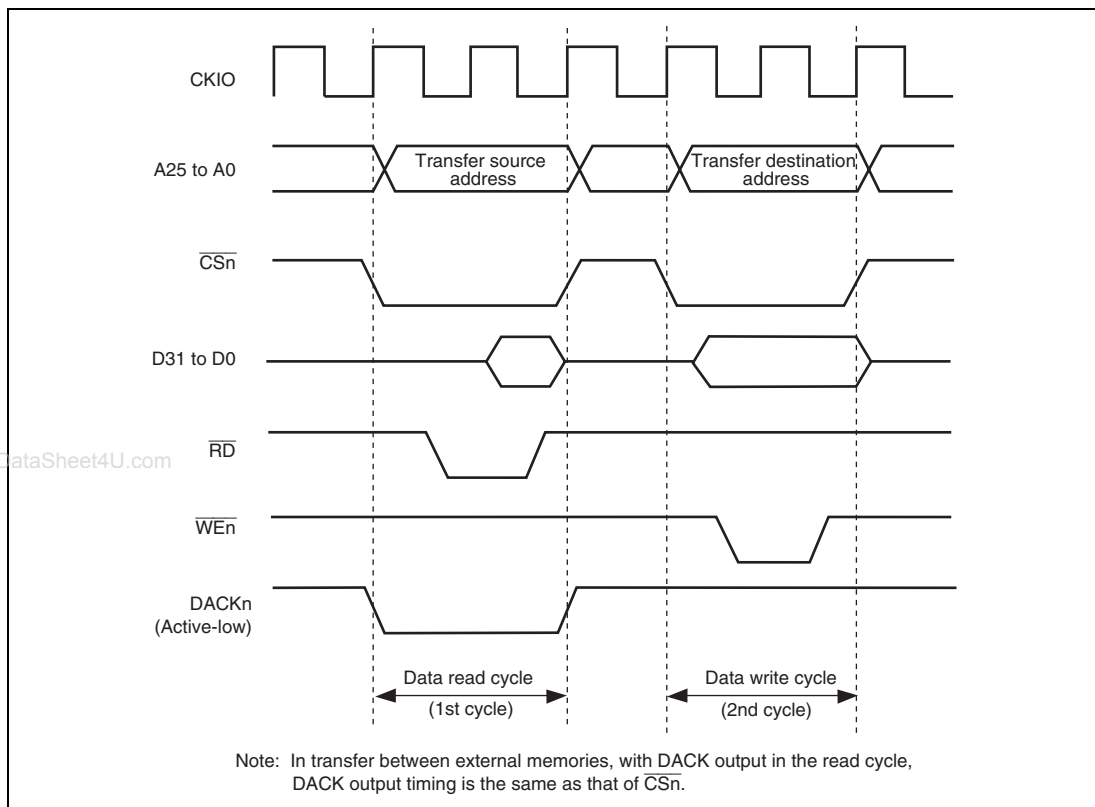 CKIO
A25 to A0
Transfer source
address
Transfer destination
address
CSn
D31 to D0
RD
DataSheet4U.com
WEn
DACKn
(Active-low)
Data read cycle
(1st cycle)
Data write cycle
(2nd cycle)
Note: In transfer between external memories, with DACK output in the read cycle,
DACK output timing is the same as that of CSn.